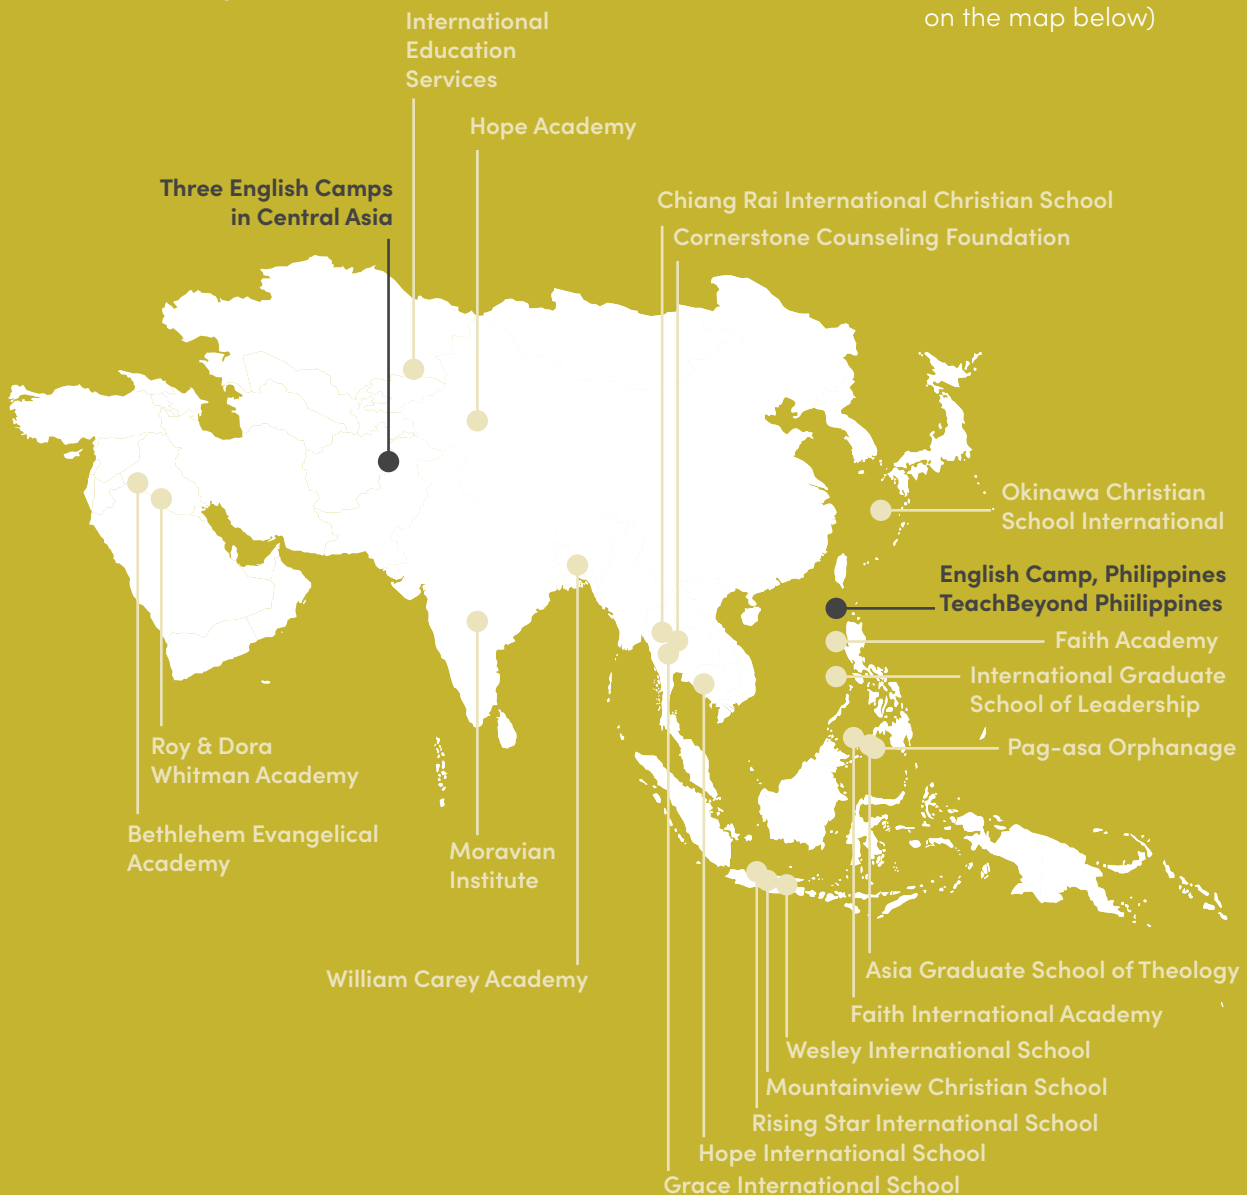 on the map below)
International
Education
Services
Hope Academy
Three English Camps
in Central Asia
Chiang Rai International Christian School
Cornerstone Counseling Foundation
Okinawa Christian
School International
English Camp, Philippines
TeachBeyond Phiilippines
Faith Academy
International Graduate
School of Leadership
Pag-asa Orphanage
Roy & Dora
Whitman Academy
Bethlehem Evangelical
Academy
Moravian
Institute
William Carey Academy
Asia Graduate School of Theology
Faith International Academy
Wesley International School
Mountainview Christian School
Rising Star International School
Hope International School
Grace International School